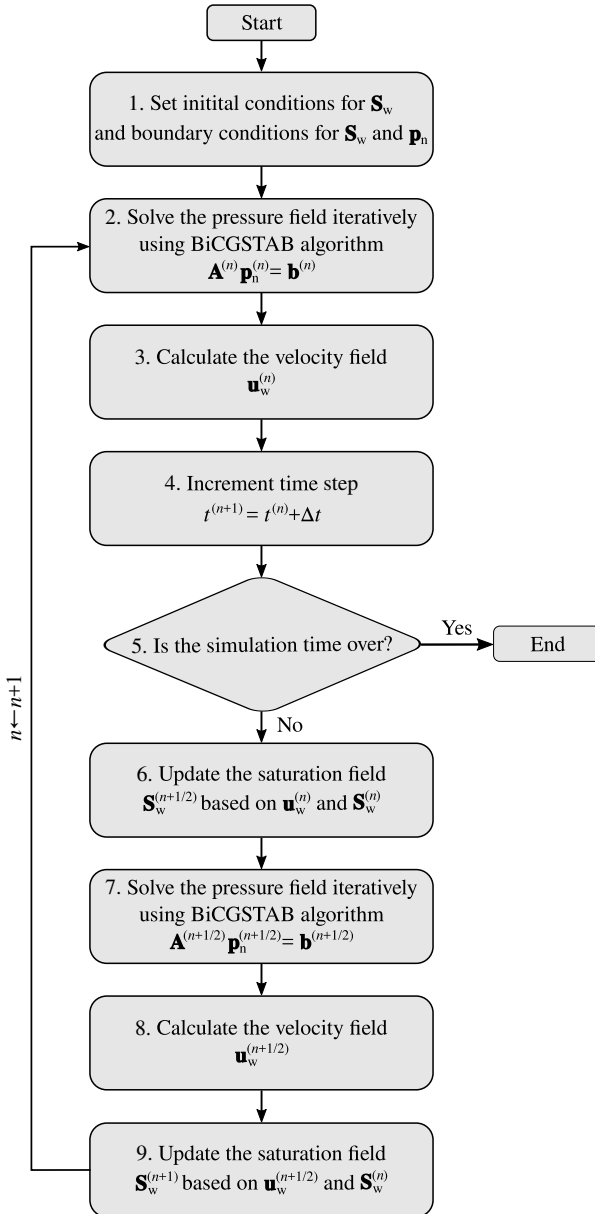 Start
1. Set initital conditions for S_w
and boundary conditions for S_w and p_n
2. Solve the pressure field iteratively
using BiCGSTAB algorithm
A^(n) p_n^(n) = b^(n)
3. Calculate the velocity field
u_w^(n)
4. Increment time step
t^(n+1) = t^(n)+Δt
5. Is the simulation time over?
Yes
End
No
n←n+1
6. Update the saturation field
S_w^(n+1/2) based on u_w^(n) and S_w^(n)
7. Solve the pressure field iteratively
using BiCGSTAB algorithm
A^(n+1/2) p_n^(n+1/2) = b^(n+1/2)
8. Calculate the velocity field
u_w^(n+1/2)
9. Update the saturation field
S_w^(n+1) based on u_w^(n+1/2) and S_w^(n)